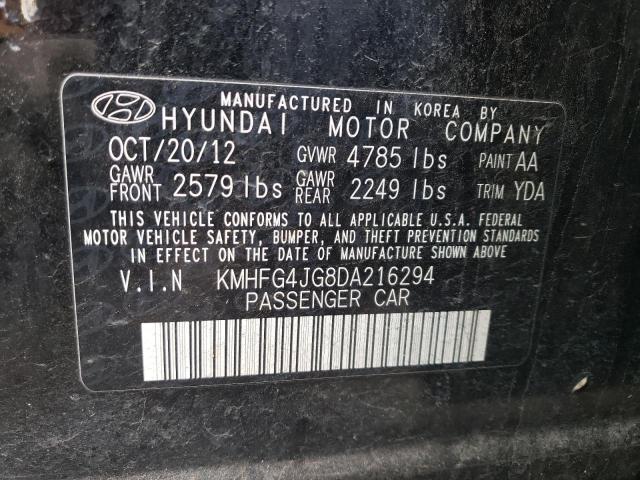 MANUFACTURED IN KOREA BY
HYUNDAI MOTOR COMPANY
OCT/20/12 GVWR 4785 lbs PAINT AA
GAWR FRONT 2579 lbs GAWR REAR 2249 lbs TRIM YDA
THIS VEHICLE CONFORMS TO ALL APPLICABLE U.S.A. FEDERAL
MOTOR VEHICLE SAFETY, BUMPER, AND THEFT PREVENTION STANDARDS
IN EFFECT ON THE DATE OF MANUFACTURE SHOWN ABOVE
V.I.N KMHFG4JG8DA216294
PASSENGER CAR